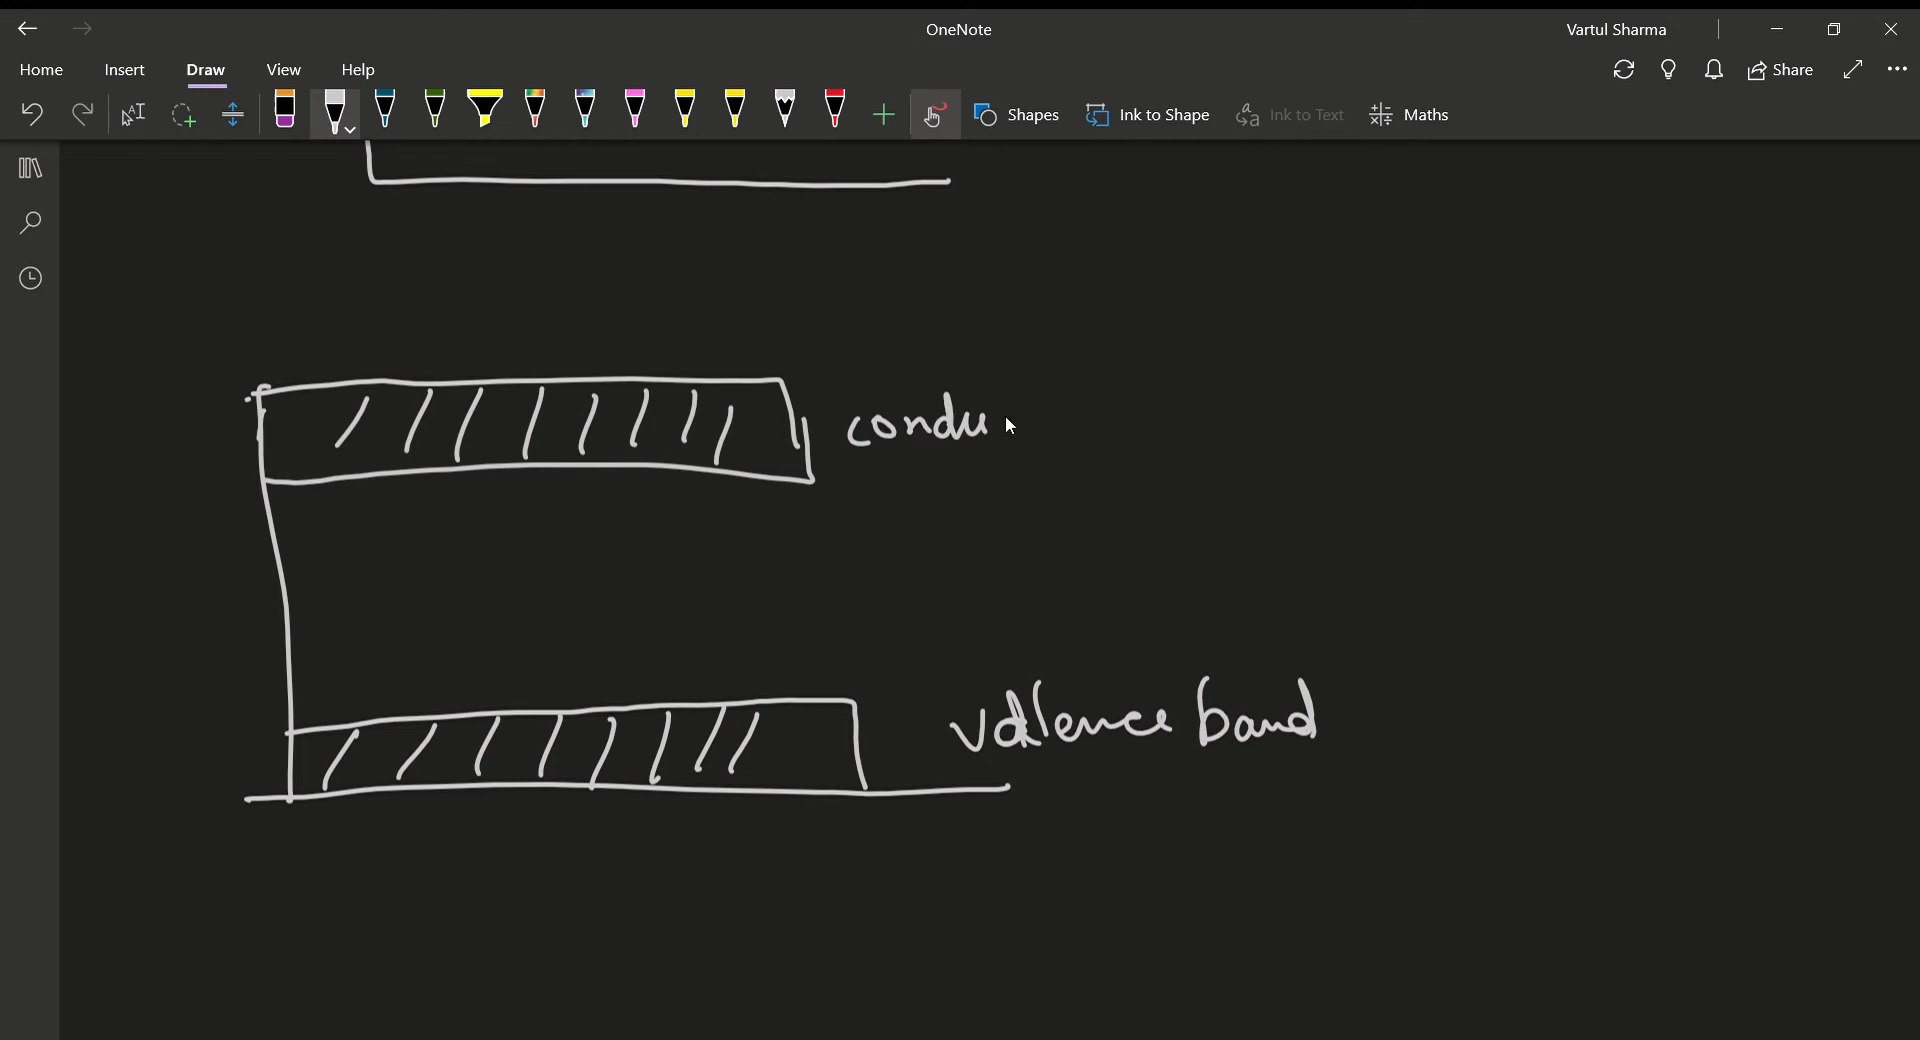 OneNote
Vartul Sharma
Home Insert Draw View Help
Share
Shapes Ink to Shape Ink to Text Maths
condu
valence band